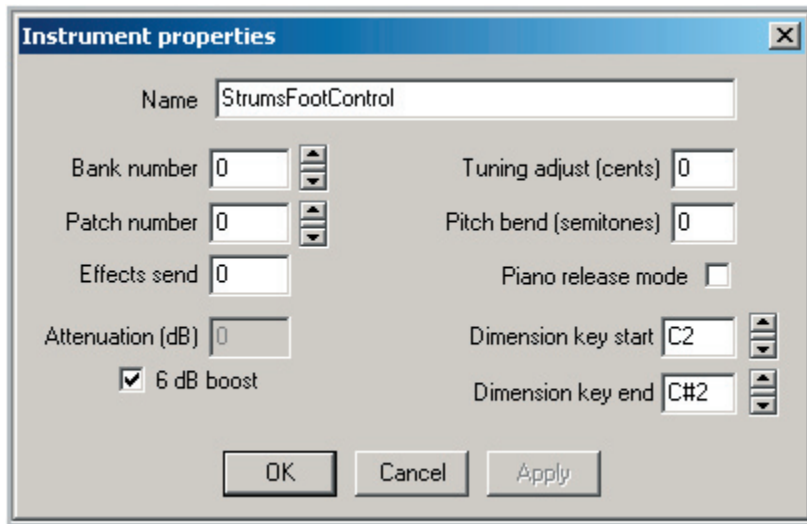 Instrument properties
Name StrumsFootControl
Bank number 0
Tuning adjust (cents) 0
Patch number 0
Pitch bend (semitones) 0
Effects send 0
Piano release mode
Attenuation (dB) 0
Dimension key start C2
6 dB boost
Dimension key end C#2
OK Cancel Apply